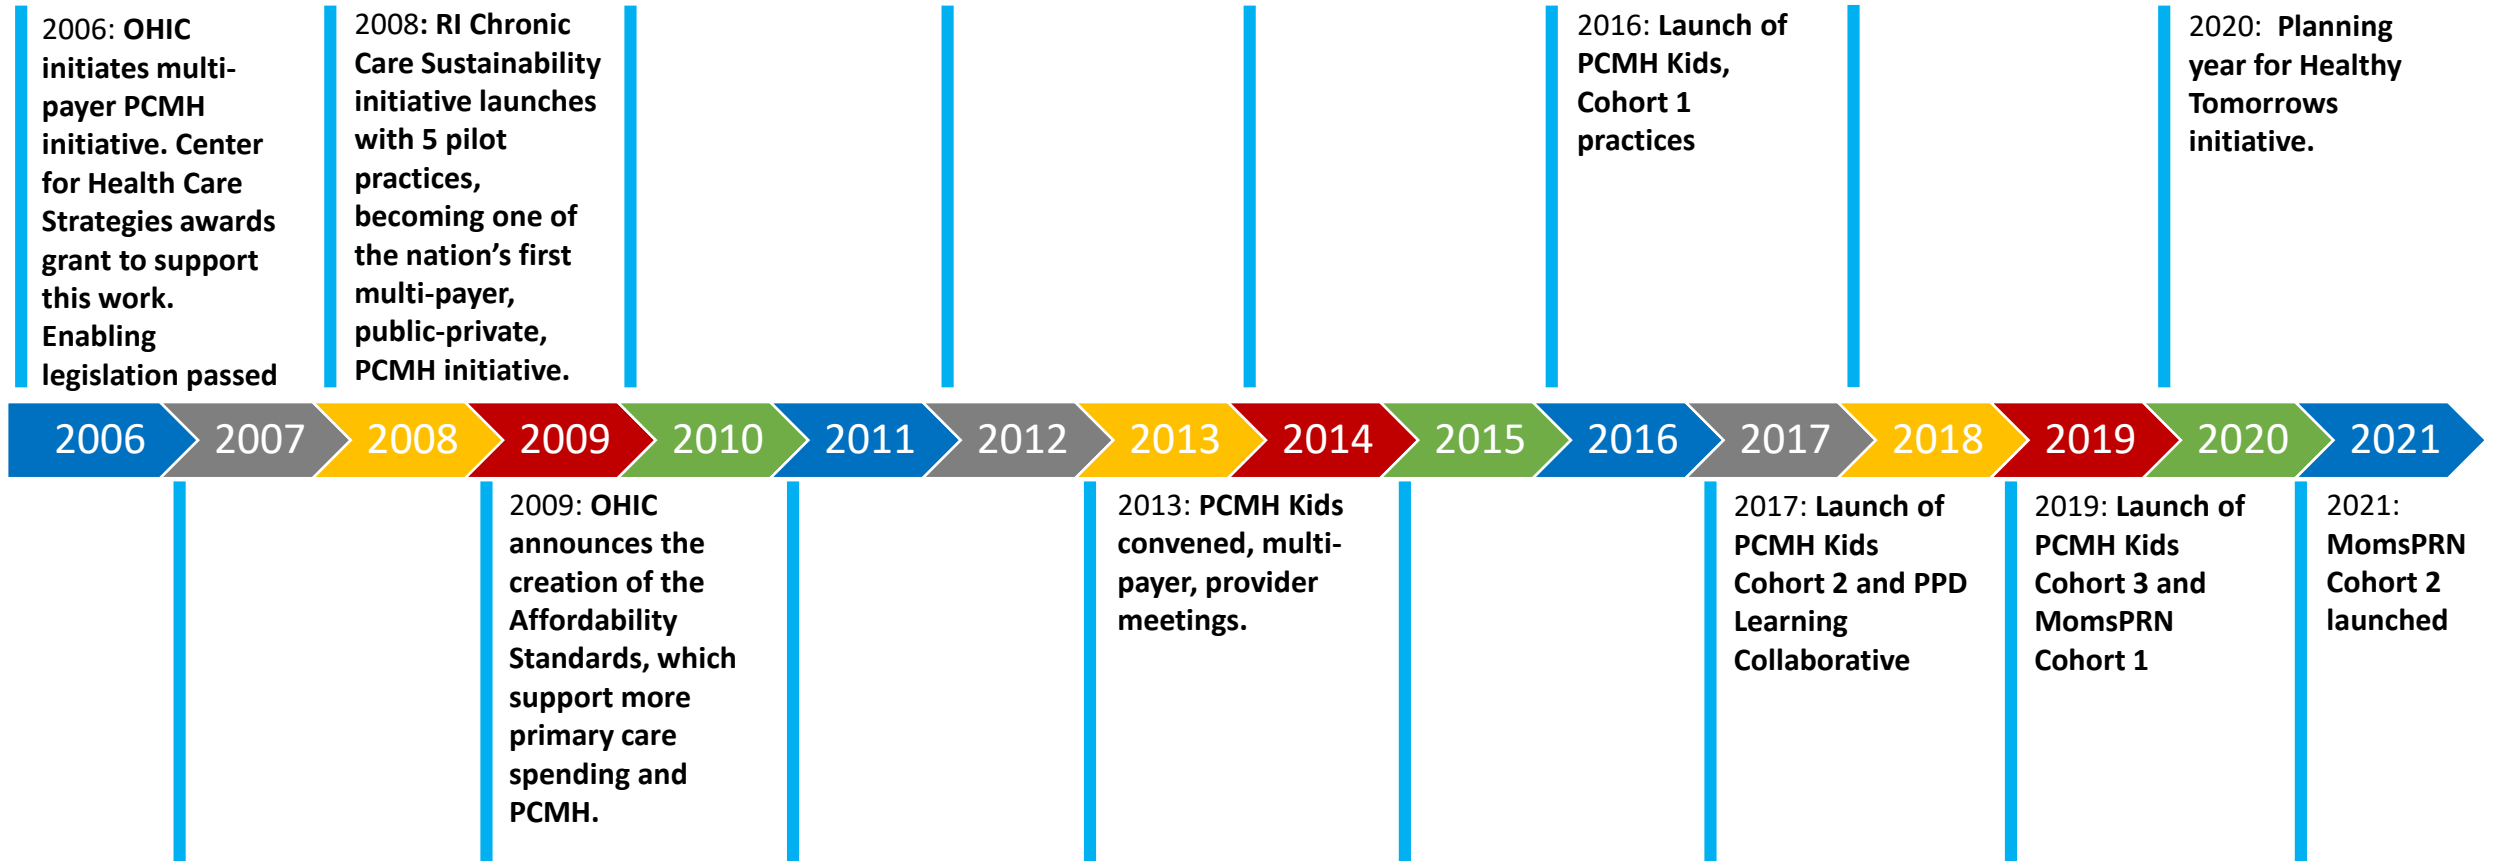 2006: OHIC
initiates multi-
payer PCMH
initiative. Center
for Health Care
Strategies awards
grant to support
this work.
Enabling
legislation passed
2008: RI Chronic
Care Sustainability
initiative launches
with 5 pilot
practices,
becoming one of
the nation’s first
multi-payer,
public-private,
PCMH initiative.
2016: Launch of
PCMH Kids,
Cohort 1
practices
2020:  Planning
year for Healthy
Tomorrows
initiative.
2006 2007 2008 2009 2010 2011 2012 2013 2014 2015 2016 2017 2018 2019 2020 2021
2009: OHIC
announces the
creation of the
Affordability
Standards, which
support more
primary care
spending and
PCMH.
2013: PCMH Kids
convened, multi-
payer, provider
meetings.
2017: Launch of
PCMH Kids
Cohort 2 and PPD
Learning
Collaborative
2019: Launch of
PCMH Kids
Cohort 3 and
MomsPRN
Cohort 1
2021:
MomsPRN
Cohort 2
launched